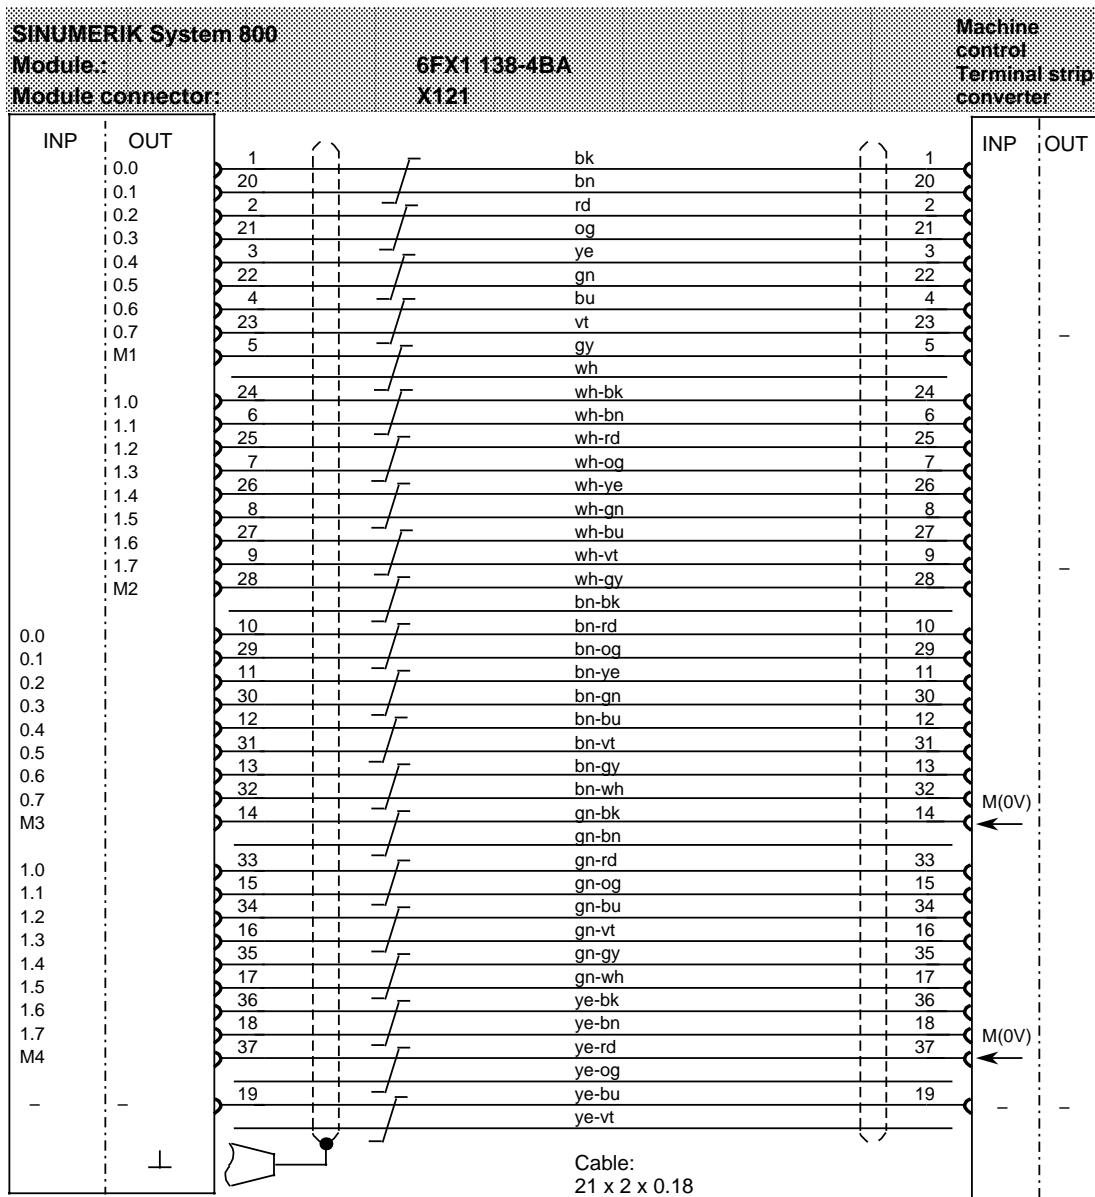 SINUMERIK System 800
Module.: 6FX1 138-4BA
Module connector: X121
Machine
control
Terminal strip
converter
INP OUT INP OUT
0.0 1 bk 1
0.1 20 bn 20
0.2 2 rd 2
0.3 21 og 21
0.4 3 ye 3
0.5 22 gn 22
0.6 4 bu 4
0.7 23 vt 23 –
M1 5 gy 5
wh
1.0 24 wh-bk 24
1.1 6 wh-bn 6
1.2 25 wh-rd 25
1.3 7 wh-og 7
1.4 26 wh-ye 26
1.5 8 wh-gn 8
1.6 27 wh-bu 27
1.7 9 wh-vt 9 –
M2 28 wh-gy 28
bn-bk
0.0 10 bn-rd 10
0.1 29 bn-og 29
0.2 11 bn-ye 11
0.3 30 bn-gn 30
0.4 12 bn-bu 12
0.5 31 bn-vt 31
0.6 13 bn-gy 13
0.7 32 bn-wh 32
M3 14 gn-bk 14 M(0V)
gn-bn
1.0 33 gn-rd 33
1.1 15 gn-og 15
1.2 34 gn-bu 34
1.3 16 gn-vt 16
1.4 35 gn-gy 35
1.5 17 gn-wh 17
1.6 36 ye-bk 36
1.7 18 ye-bn 18
M4 37 ye-rd 37 M(0V)
ye-og
– – 19 ye-bu 19 – –
ye-vt
Cable:
21 x 2 x 0.18